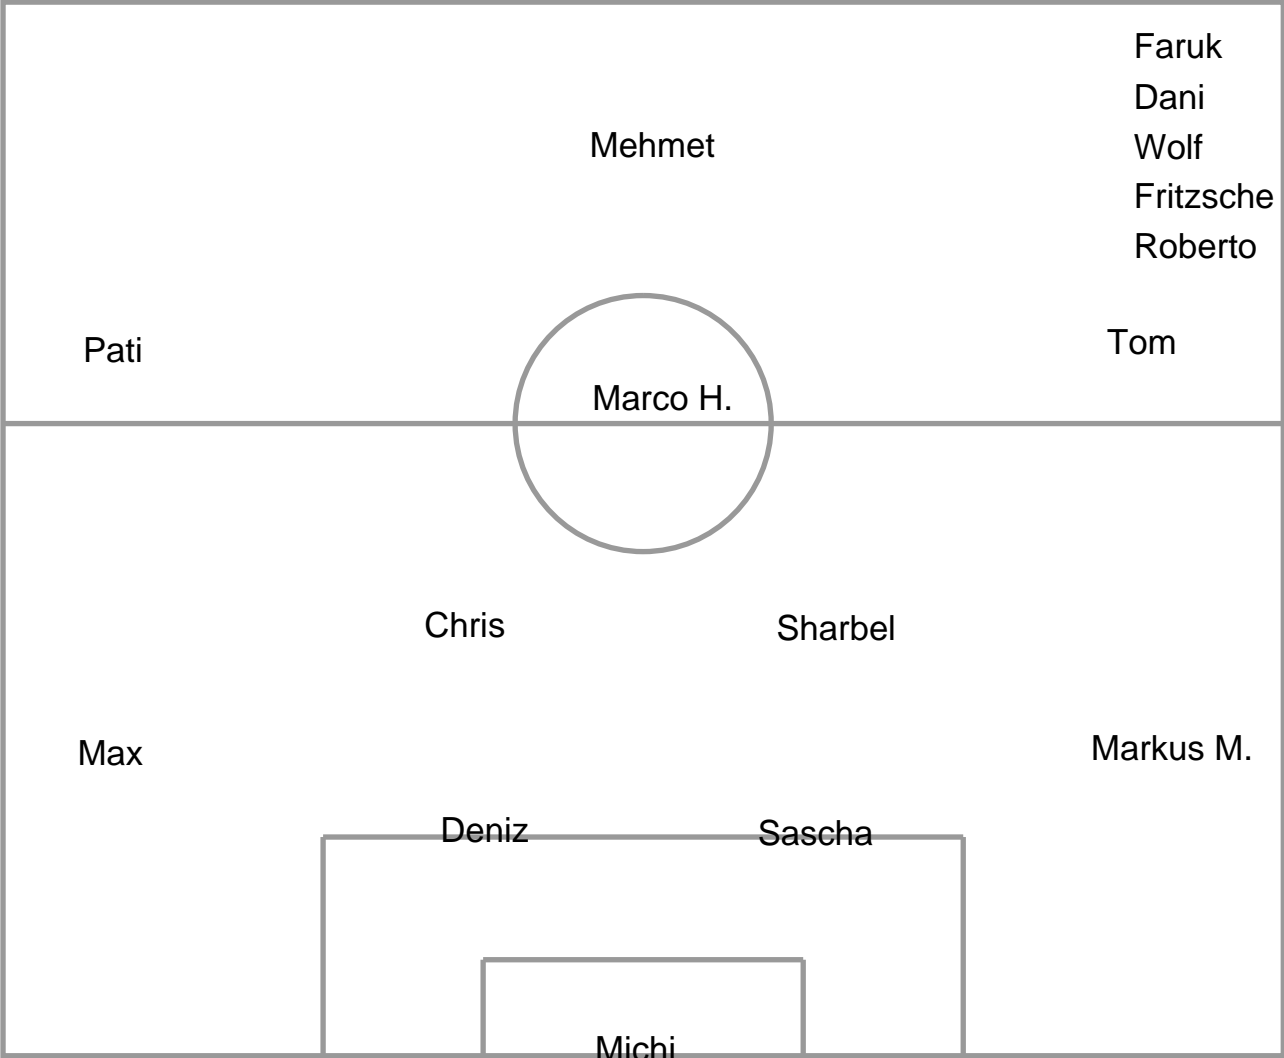 Faruk
Dani
Mehmet
Wolf
Fritzsche
Roberto
Pati
Tom
Marco H.
Chris
Sharbel
Max
Markus M.
Deniz
Sascha
Michi